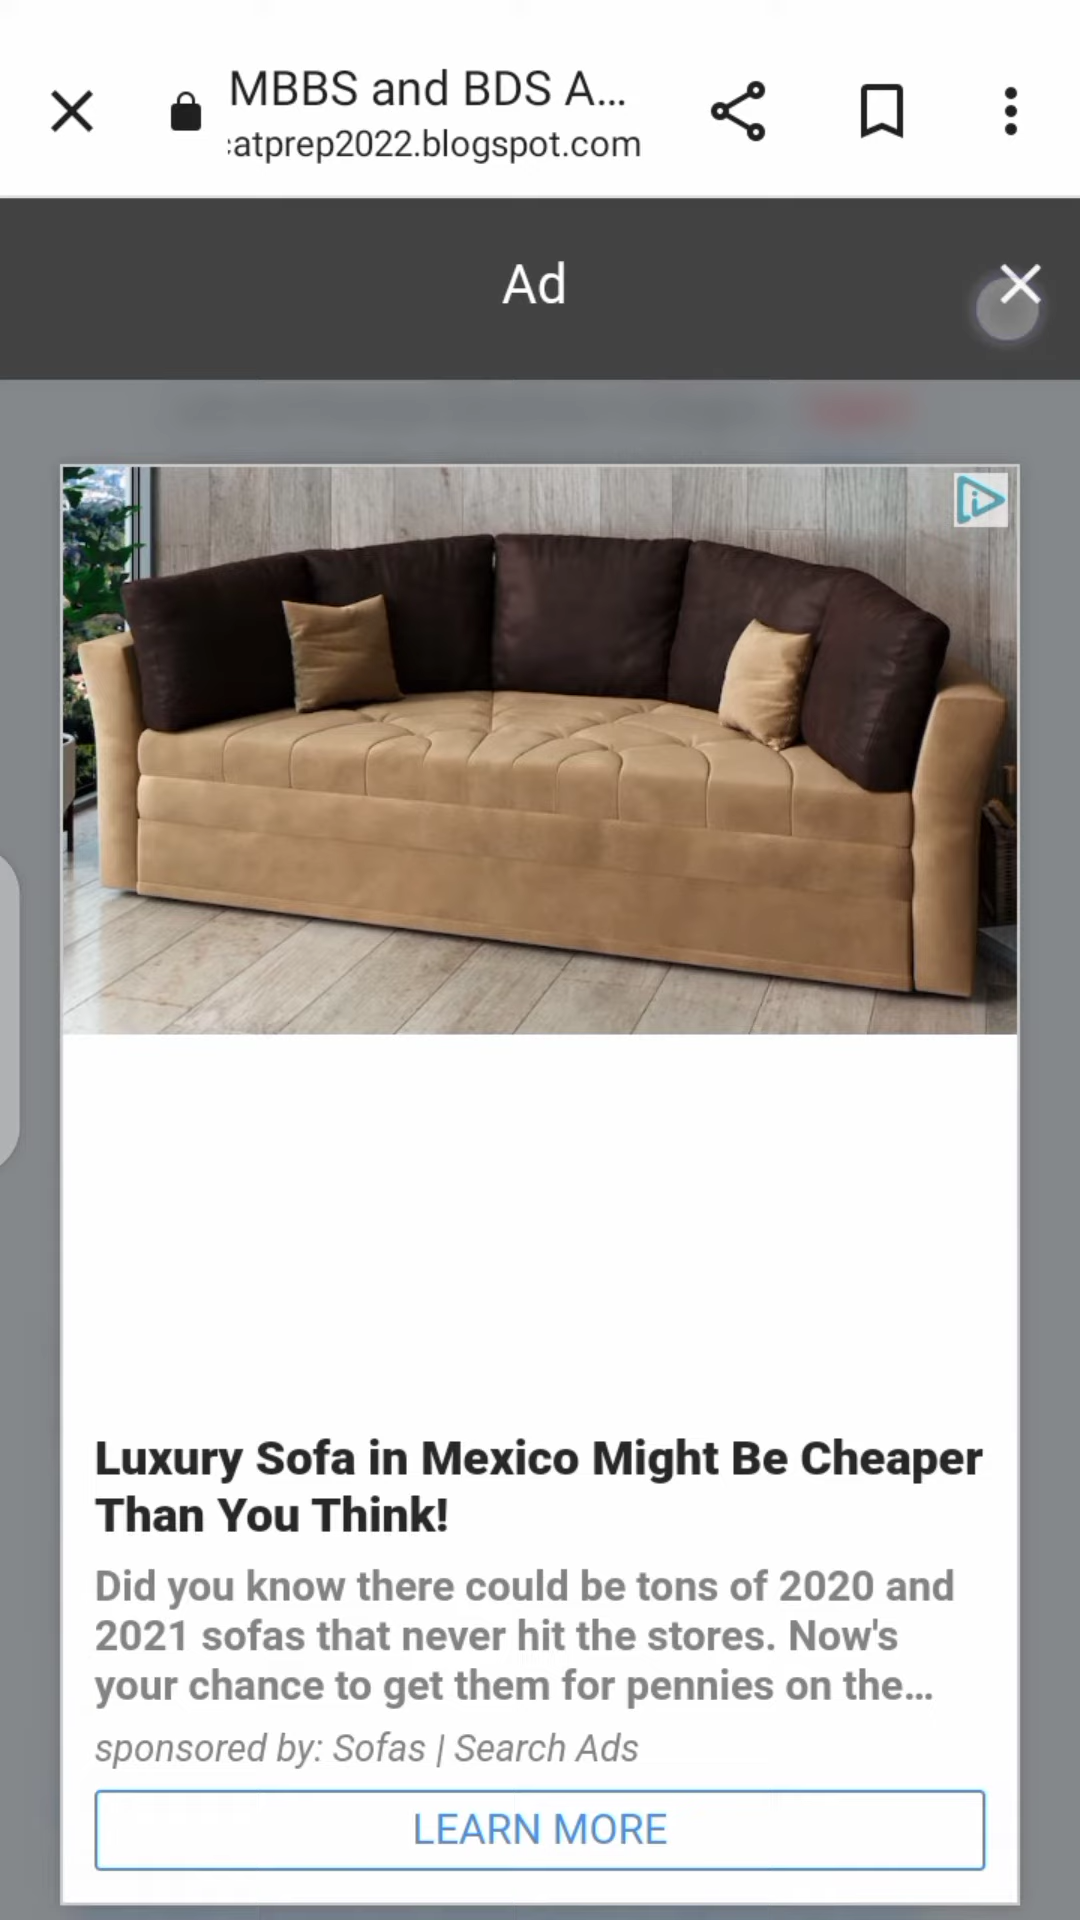 MBBS and BDS A...
atprep2022.blogspot.com
Ad
Luxury Sofa in Mexico Might Be Cheaper
Than You Think!
Did you know there could be tons of 2020 and
2021 sofas that never hit the stores. Now's
your chance to get them for pennies on the...
sponsored by: Sofas | Search Ads
LEARN MORE